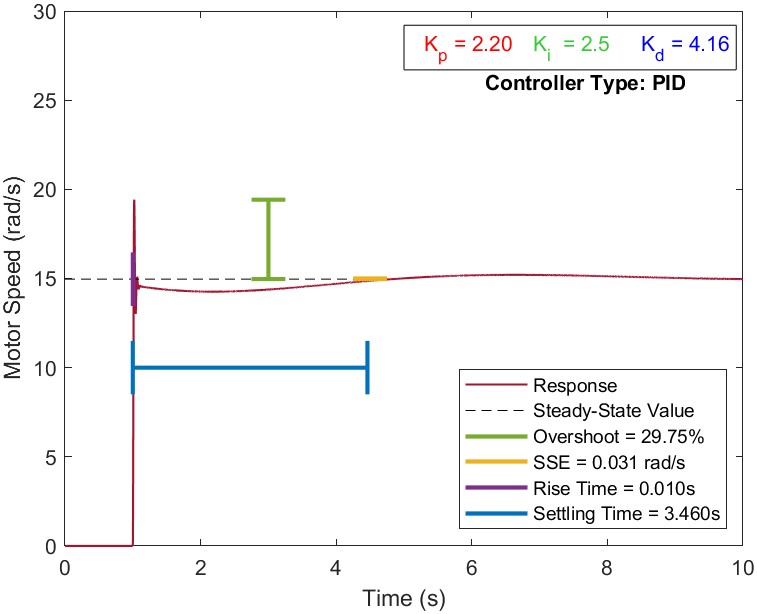 30
25
20
15
10
5
0
Motor Speed (rad/s)
Kp = 2.20 Ki = 2.5 Kd = 4.16
Controller Type: PID
Response
Steady-State Value
Overshoot = 29.75%
SSE = 0.031 rad/s
Rise Time = 0.010s
Settling Time = 3.460s
0 2 4 6 8 10
Time (s)